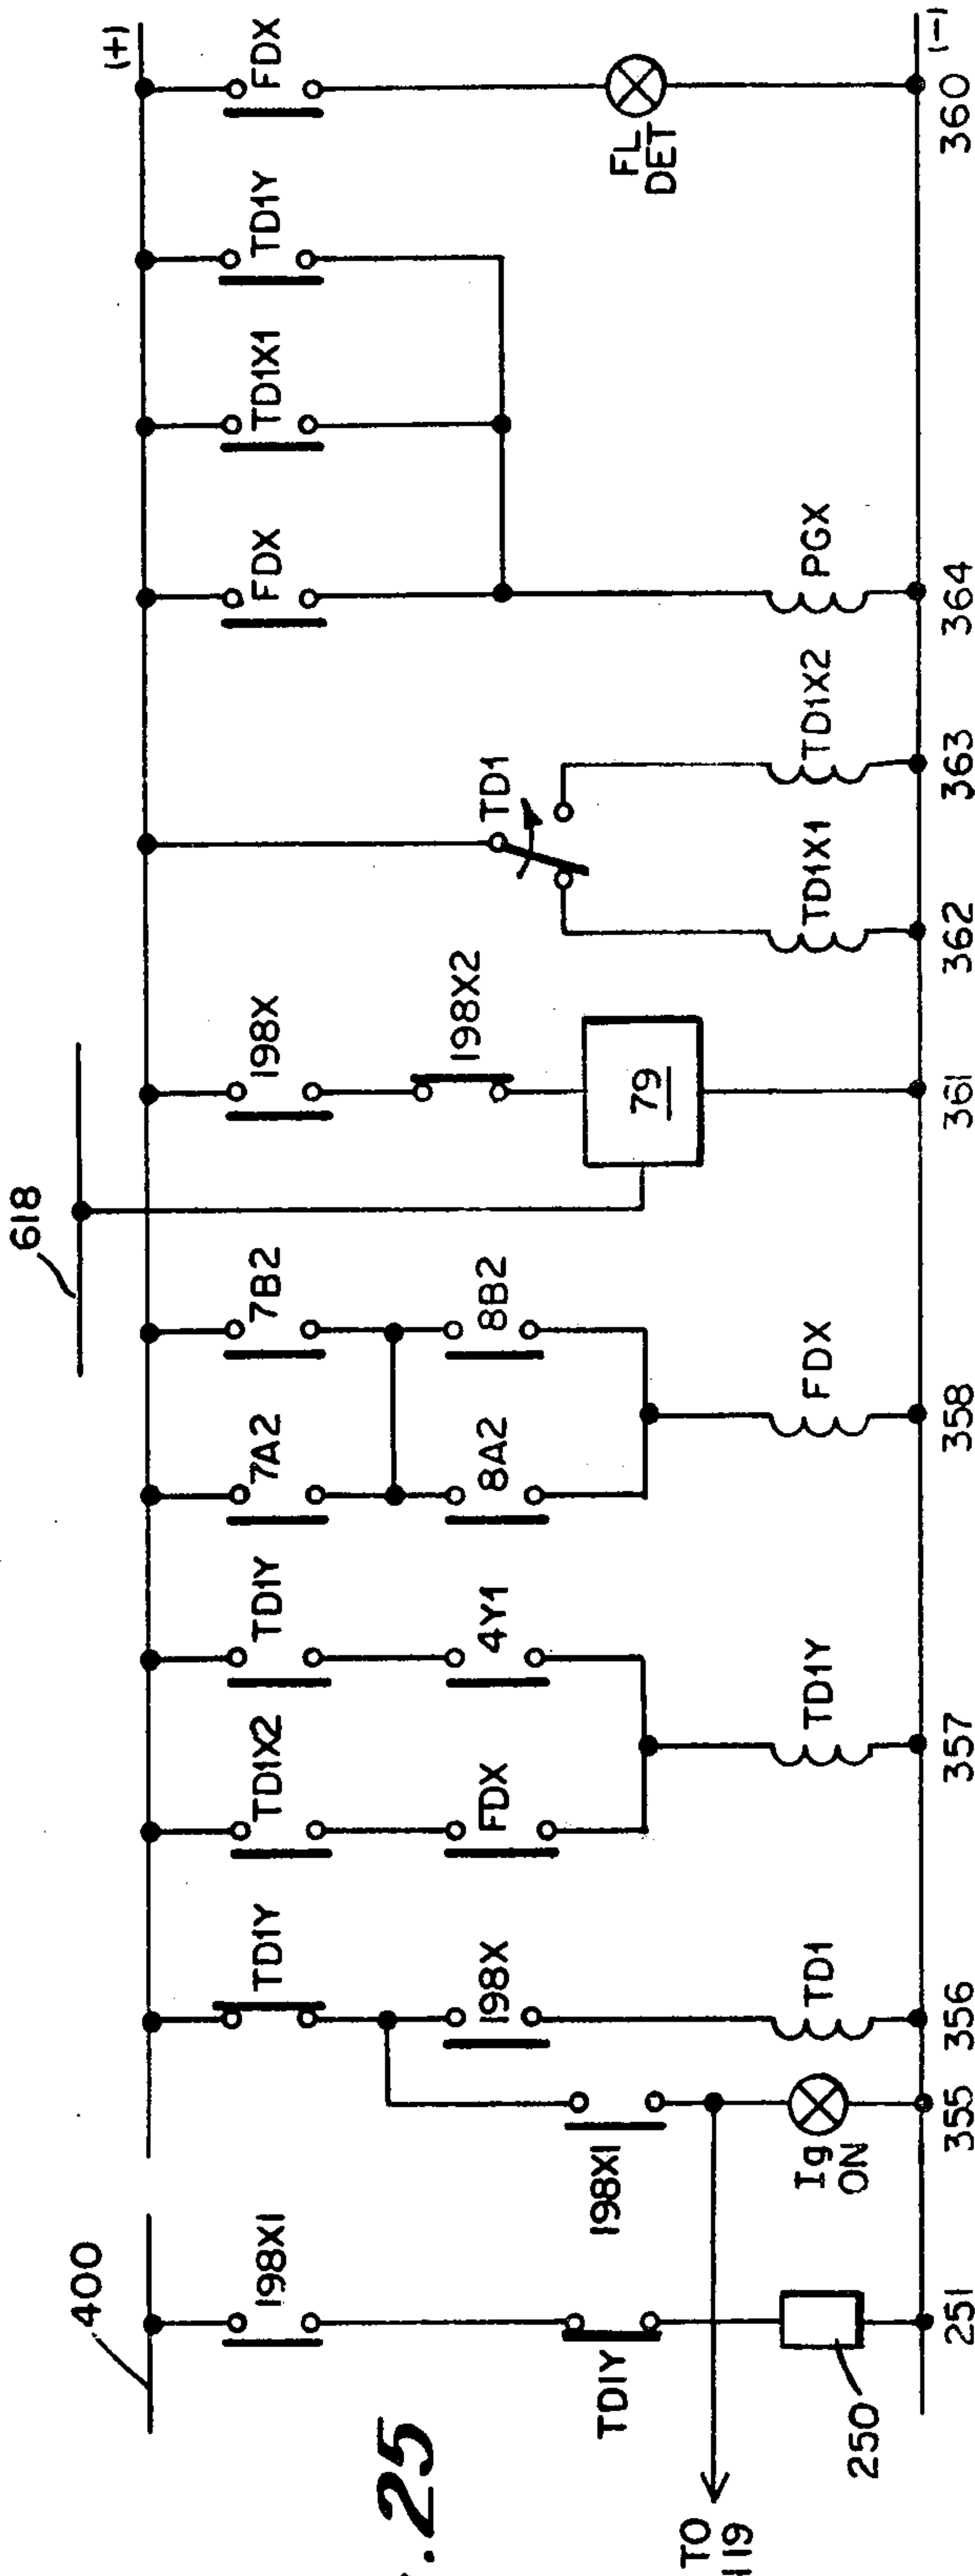 (+)
FDX
FL
DET
360
(-)
TD1Y
TD1X1
FDX
PGX
364
TD1
TD1X2
363
TD1X1
362
618
198X
198X2
79
361
7B2
8B2
7A2
8A2
FDX
358
TD1Y
4Y1
TD1X2
FDX
TD1Y
357
TD1Y
198X
TD1
356
198X1
Ig
ON
355
400
198X1
TD1Y
250
251
TO
119
.25